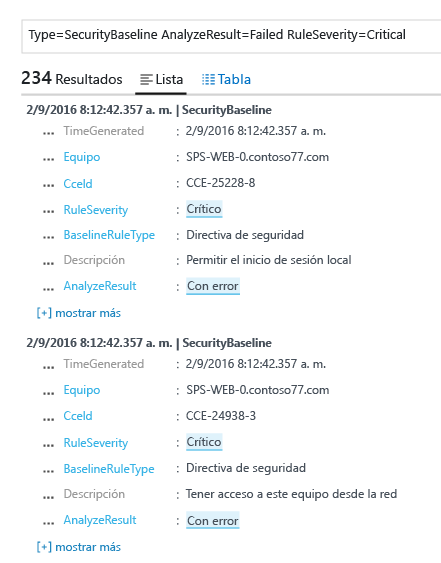 Type=SecurityBaseline AnalyzeResult=Failed RuleSeverity=Critical
234 Resultados Lista Tabla
2/9/2016 8:12:42.357 a. m. | SecurityBaseline
... TimeGenerated : 2/9/2016 8:12:42.357 a. m.
... Equipo : SPS-WEB-0.contoso77.com
... CceId : CCE-25228-8
... RuleSeverity : Crítico
... BaselineRuleType : Directiva de seguridad
... Descripción : Permitir el inicio de sesión local
... AnalyzeResult : Con error
[+] mostrar más
2/9/2016 8:12:42.357 a. m. | SecurityBaseline
... TimeGenerated : 2/9/2016 8:12:42.357 a. m.
... Equipo : SPS-WEB-0.contoso77.com
... CceId : CCE-24938-3
... RuleSeverity : Crítico
... BaselineRuleType : Directiva de seguridad
... Descripción : Tener acceso a este equipo desde la red
... AnalyzeResult : Con error
[+] mostrar más